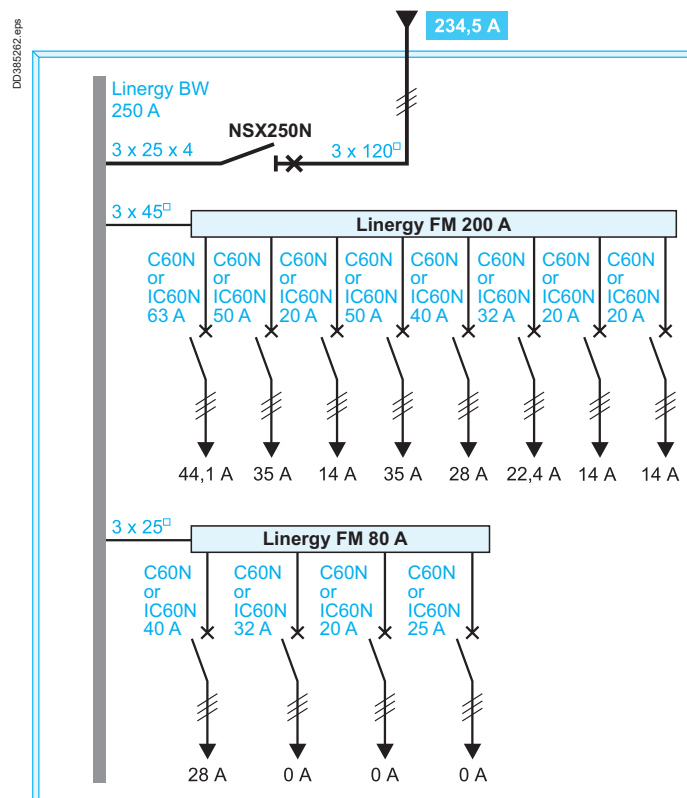 DD385262.eps
234,5 A
Linergy BW
250 A
NSX250N
3 x 25 x 4
3 x 120□
3 x 45□
Linergy FM 200 A
C60N C60N C60N C60N C60N C60N C60N C60N
or or or or or or or or
IC60N IC60N IC60N IC60N IC60N IC60N IC60N IC60N
63 A 50 A 20 A 50 A 40 A 32 A 20 A 20 A
44,1 A 35 A 14 A 35 A 28 A 22,4 A 14 A 14 A
3 x 25□
Linergy FM 80 A
C60N C60N C60N C60N
or or or or
IC60N IC60N IC60N IC60N
40 A 32 A 20 A 25 A
28 A 0 A 0 A 0 A